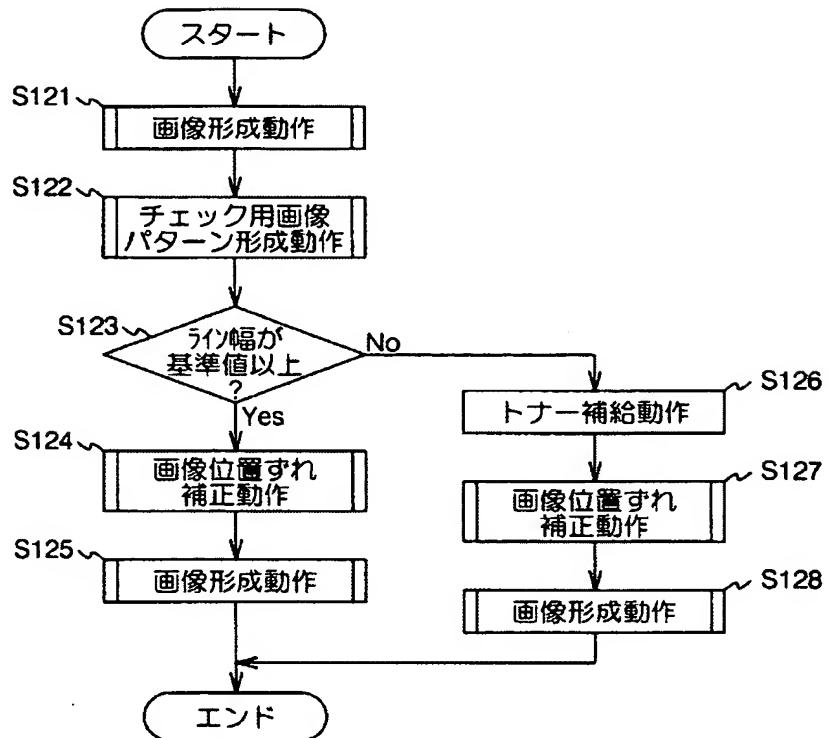 スタート
S121
画像形成動作
S122
チェック用画像
パターン形成動作
S123
ライン幅が
基準値以上
?
No
Yes
S124
画像位置ずれ
補正動作
S125
画像形成動作
S126
トナー補給動作
S127
画像位置ずれ
補正動作
S128
画像形成動作
エンド